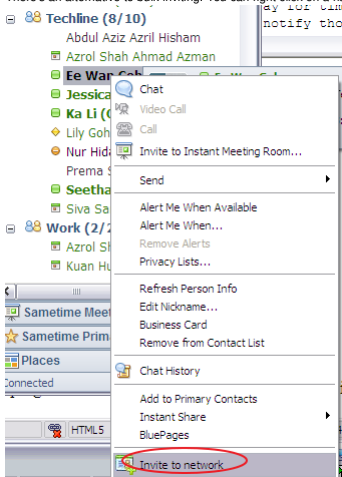 Techline (8/10)
Abdul Aziz Azril Hisham
Azrol Shah Ahmad Azman
Ee Wan
Jessica
Ka Li (
Lily Goh
Nur Hid
Prema S
Seetha
Siva Sa
Work (2/
Azrol S
Kuan Hu
Sametime Meet
Sametime Prim
Places
Connected
HTML5
Chat
Video Call
Call
Invite to Instant Meeting Room...
Send
Alert Me When Available
Alert Me When...
Remove Alerts
Privacy Lists...
Refresh Person Info
Edit Nickname...
Business Card
Remove from Contact List
Chat History
Add to Primary Contacts
Instant Share
BluePages
Invite to network
notify tho